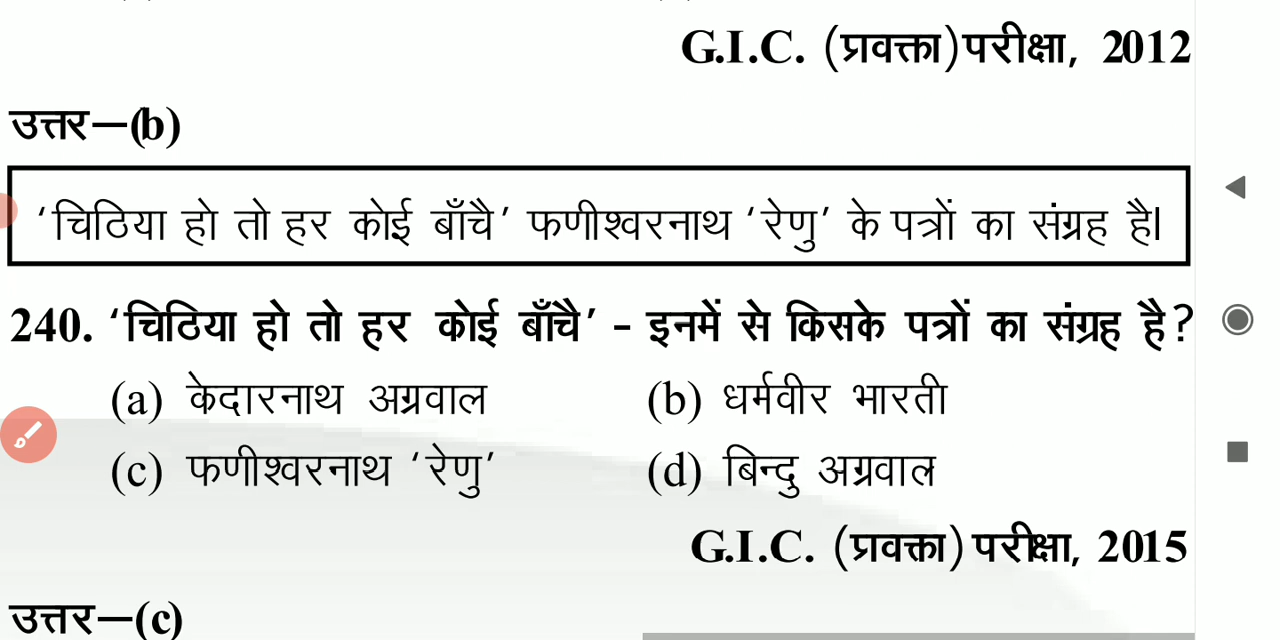 G.I.C. (प्रवक्ता) परीक्षा, 2012
उत्तर—(b)
‘चिठिया हो तो हर कोई बाँचै’ फणीश्वरनाथ ‘रेणु’ के पत्रों का संग्रह है।
240. ‘चिठिया हो तो हर कोई बाँचै’ - इनमें से किसके पत्रों का संग्रह है?
(a) केदारनाथ अग्रवाल (b) धर्मवीर भारती
(c) फणीश्वरनाथ ‘रेणु’ (d) बिन्दु अग्रवाल
G.I.C. (प्रवक्ता) परीक्षा, 2015
उत्तर—(c)